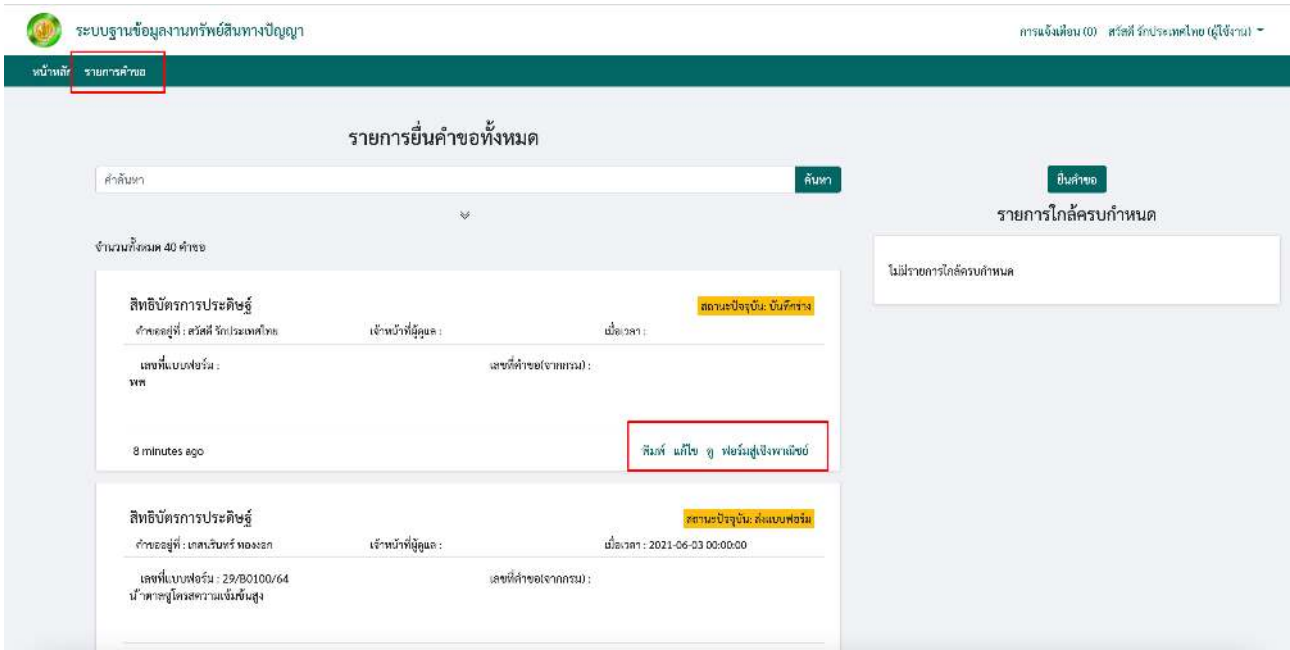 ระบบฐานข้อมูลงานทรัพย์สินทางปัญญา
การแจ้งเตือน (0) สวัสดี รักประเทศไทย (ผู้ใช้งาน)
หน้าหลัก รายการคำขอ
รายการยื่นคำขอทั้งหมด
คำค้นหา ค้นหา
ยื่นคำขอ
รายการใกล้ครบกำหนด
จำนวนทั้งหมด 40 คำขอ
ไม่มีรายการใกล้ครบกำหนด
สิทธิบัตรการประดิษฐ์ สถานะปัจจุบัน: บันทึกร่าง
คำขออยู่ที่ : สวัสดี รักประเทศไทย เจ้าหน้าที่ผู้ดูแล : เมื่อเวลา :
เลขที่แบบฟอร์ม : เลขที่คำขอ(จากกรม) :
8 minutes ago พิมพ์ แก้ไข ดู ฟอร์มสู่เชิงพาณิชย์
สิทธิบัตรการประดิษฐ์ สถานะปัจจุบัน: ส่งแบบฟอร์ม
คำขออยู่ที่ : เกสนรินทร์ ทองงอก เจ้าหน้าที่ผู้ดูแล : เมื่อเวลา : 2021-06-03 00:00:00
เลขที่แบบฟอร์ม : 29/B0100/64 เลขที่คำขอ(จากกรม) :
น้ำตาลซูโครสความเข้มข้นสูง